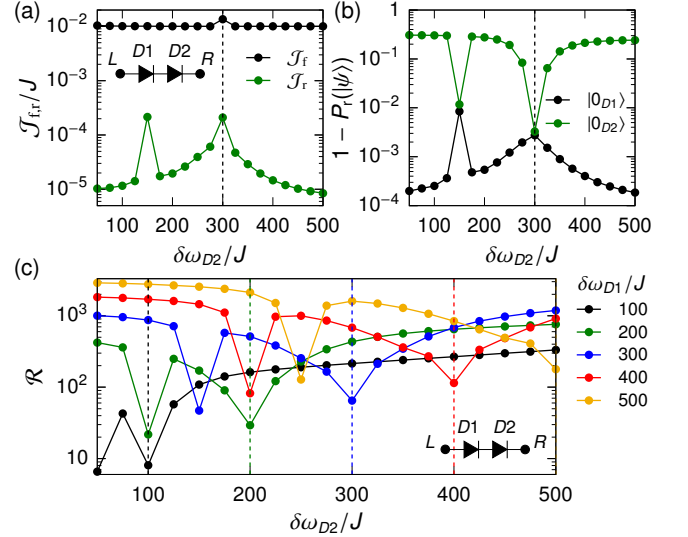 (a)
10⁻²
10⁻³
10⁻⁴
10⁻⁵
𝒥f,r/J
L D1 D2 R
𝒥f
𝒥r
100 200 300 400 500
δωD2/J
(b)
1
10⁻¹
10⁻²
10⁻³
10⁻⁴
1 − Pr(|ψ⟩)
|0D1⟩
|0D2⟩
100 200 300 400 500
δωD2/J
(c)
10³
10²
10
ℛ
L D1 D2 R
100 200 300 400 500
δωD2/J
δωD1/J
100
200
300
400
500